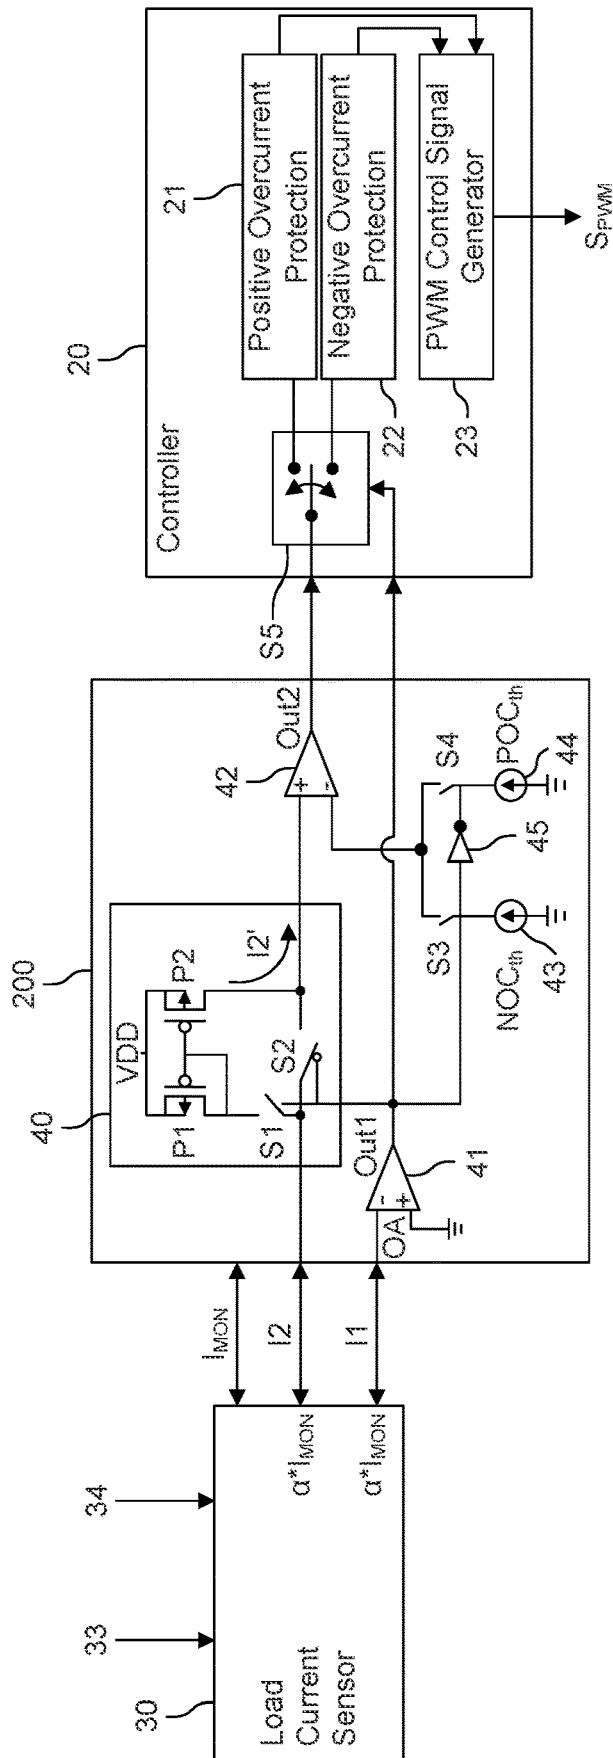 30
Load
Current
Sensor
33
34
I_MON
α*I_MON
I2
α*I_MON
I1
200
40
VDD
P1
P2
I2'
S1
S2
Out1
OA
-
+
41
42
+
-
Out2
S3
S4
NOC_th
43
45
POC_th
44
20
Controller
S5
21
Positive Overcurrent
Protection
Negative Overcurrent
Protection
22
PWM Control Signal
Generator
23
S_PWM